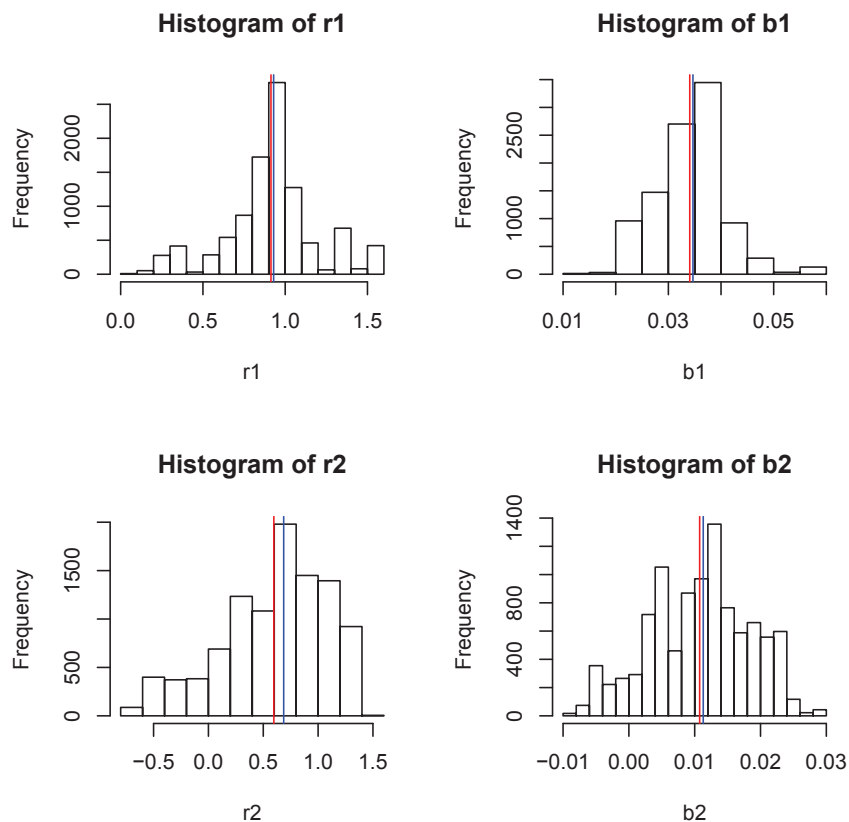 Histogram of r1
Frequency
0
1000
2000
0.0 0.5 1.0 1.5
r1
Histogram of b1
Frequency
0
1000
2500
0.01 0.03 0.05
b1
Histogram of r2
Frequency
0
500
1500
−0.5 0.0 0.5 1.0 1.5
r2
Histogram of b2
Frequency
0
400
800
1400
−0.01 0.00 0.01 0.02 0.03
b2